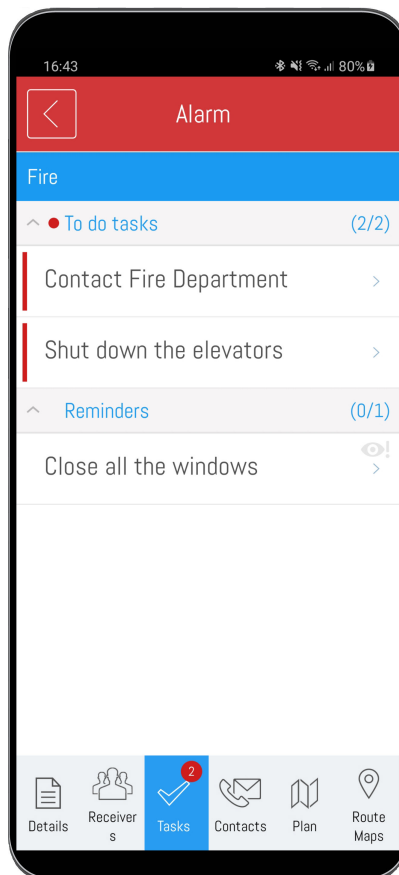 16:43
80%
Alarm
Fire
To do tasks (2/2)
Contact Fire Department
Shut down the elevators
Reminders (0/1)
Close all the windows
2
Details
Receiver
s
Tasks
Contacts
Plan
Route
Maps